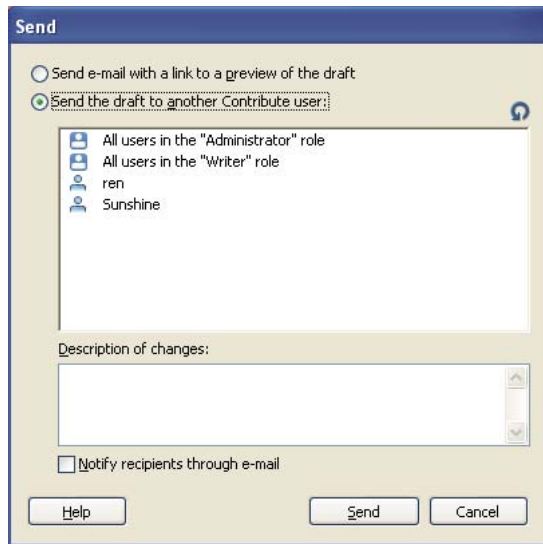 Send
Send e-mail with a link to a preview of the draft
Send the draft to another Contribute user:
All users in the "Administrator" role
All users in the "Writer" role
ren
Sunshine
Description of changes:
Notify recipients through e-mail
Help
Send
Cancel